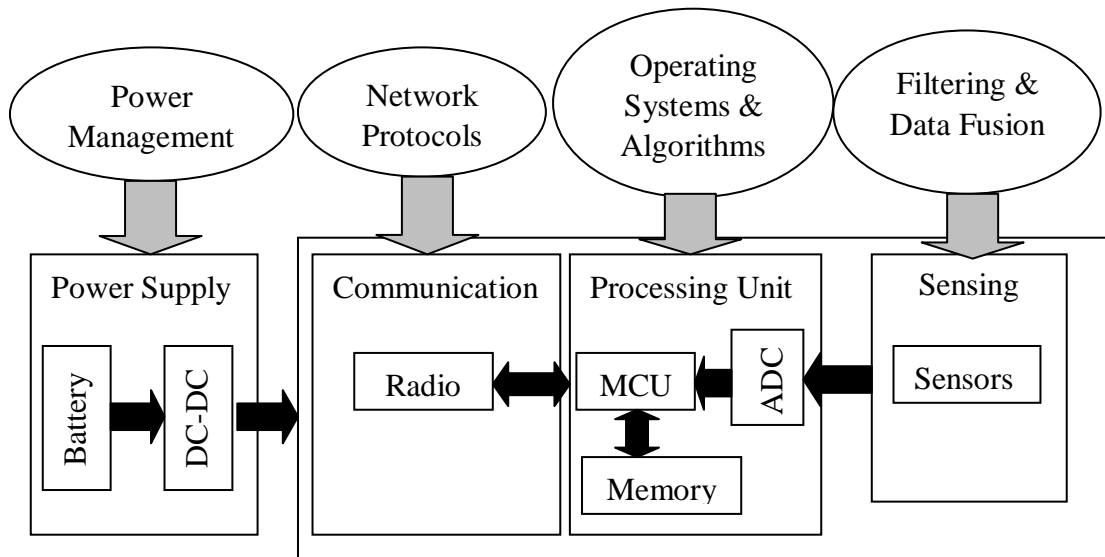 Power
Management
Network
Protocols
Operating
Systems &
Algorithms
Filtering &
Data Fusion
Power Supply
Battery
DC-DC
Communication
Radio
Processing Unit
MCU
ADC
Memory
Sensing
Sensors